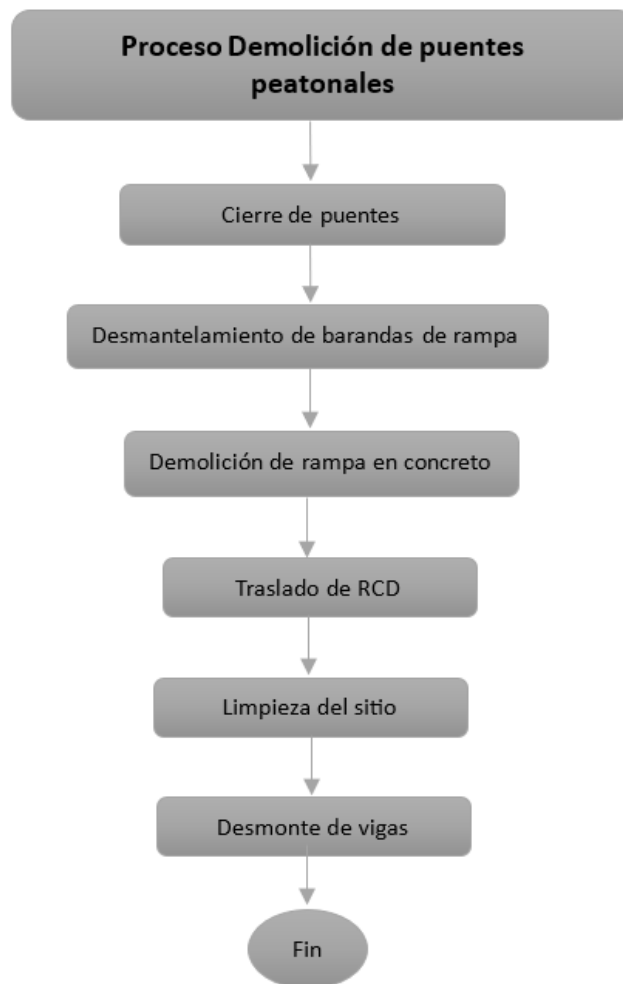 Proceso Demolición de puentes
peatonales
Cierre de puentes
Desmantelamiento de barandas de rampa
Demolición de rampa en concreto
Traslado de RCD
Limpieza del sitio
Desmonte de vigas
Fin